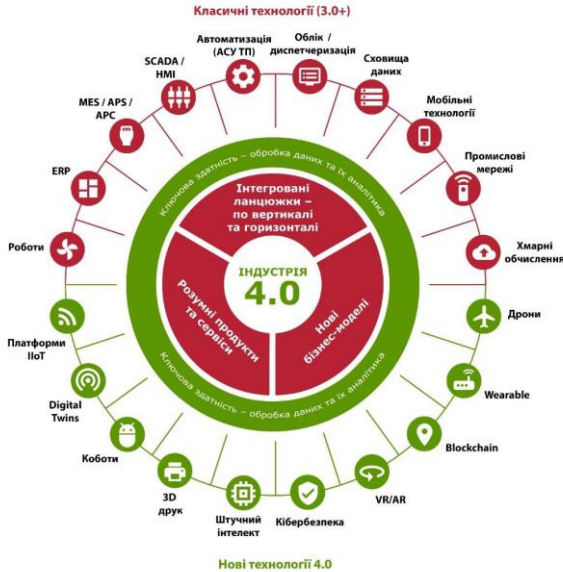 Класичні технології (3.0+)
Автоматизація
(АСУ ТП)
Облік /
диспетчеризація
SCADA /
HMI
Сховища
даних
MES / APS /
APC
Мобільні
технології
ERP
Промислові
мережі
Роботи
Хмарні
обчислення
Ключова здатність – обробка даних та їх аналітика
Інтегровані
ланцюжки –
по вертикалі
та горизонталі
ІНДУСТРІЯ
4.0
Розумні продукти
та сервіси
Нові
бізнес-моделі
Ключова здатність – обробка даних та їх аналітика
Платформи
IIoT
Дрони
Digital
Twins
Wearable
Коботи
Blockchain
3D
друк
VR/AR
Штучний
інтелект
Кібербезпека
Нові технології 4.0